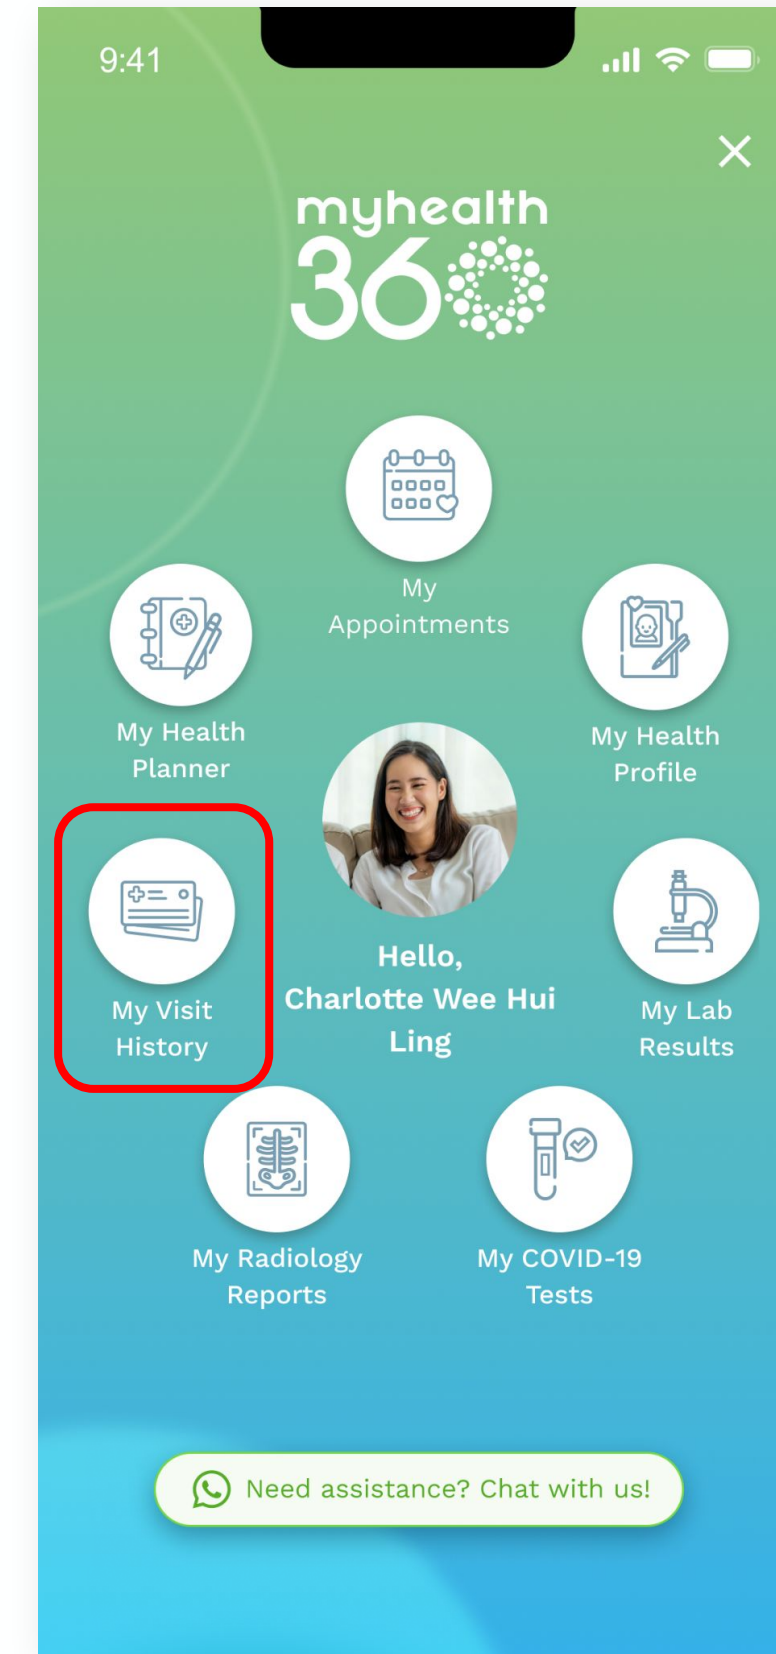 9:41
myhealth
360
My
Appointments
My Health
Planner
My Health
Profile
Hello,
Charlotte Wee Hui
Ling
My Visit
History
My Lab
Results
My Radiology
Reports
My COVID-19
Tests
Need assistance? Chat with us!